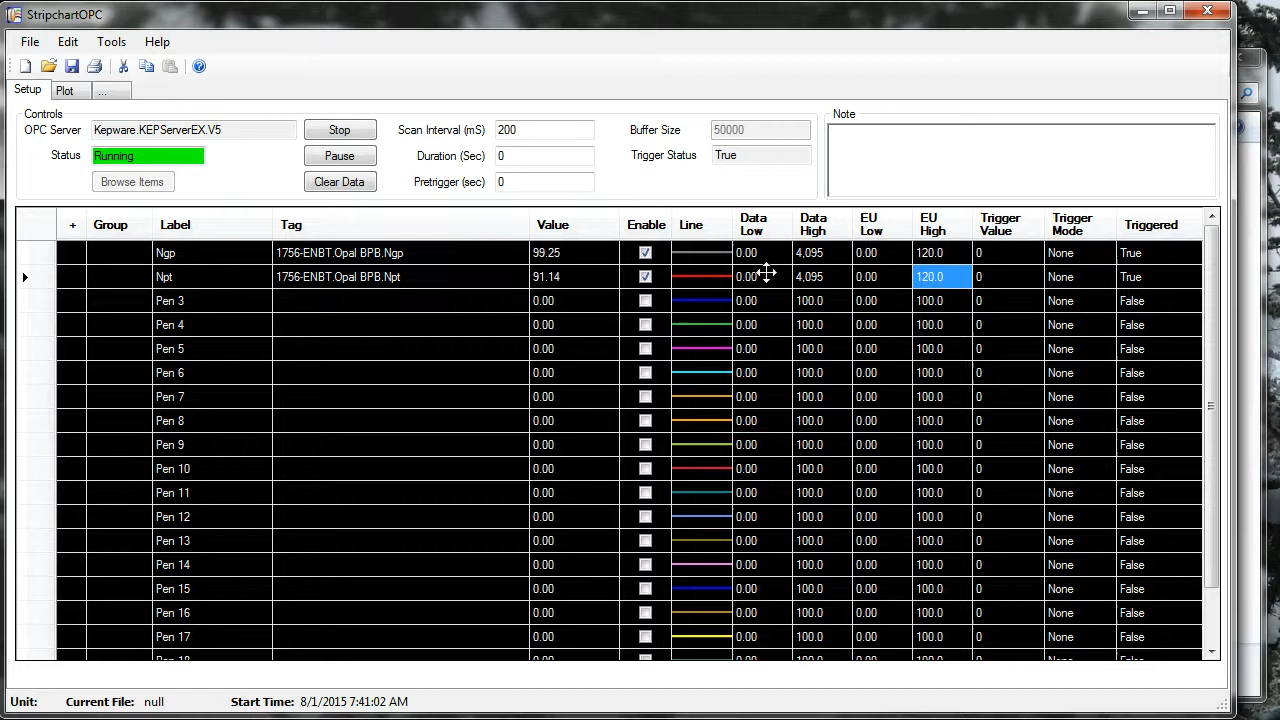 StripchartOPC
File Edit Tools Help
Setup Plot ...
Controls
OPC Server Kepware.KEPServerEX.V5 Stop Scan Interval (mS) 200 Buffer Size 50000
Status Running Pause Duration (Sec) 0 Trigger Status True
Browse Items Clear Data Pretrigger (sec) 0
Note
+ Group Label Tag Value Enable Line Data Low Data High EU Low EU High Trigger Value Trigger Mode Triggered
Ngp 1756-ENBT.Opal BPB.Ngp 99.25 0.00 4,095 0.00 120.0 0 None True
Npt 1756-ENBT.Opal BPB.Npt 91.14 0.00 4,095 0.00 120.0 0 None True
Pen 3 0.00 0.00 100.0 0.00 100.0 0 None False
Pen 4 0.00 0.00 100.0 0.00 100.0 0 None False
Pen 5 0.00 0.00 100.0 0.00 100.0 0 None False
Pen 6 0.00 0.00 100.0 0.00 100.0 0 None False
Pen 7 0.00 0.00 100.0 0.00 100.0 0 None False
Pen 8 0.00 0.00 100.0 0.00 100.0 0 None False
Pen 9 0.00 0.00 100.0 0.00 100.0 0 None False
Pen 10 0.00 0.00 100.0 0.00 100.0 0 None False
Pen 11 0.00 0.00 100.0 0.00 100.0 0 None False
Pen 12 0.00 0.00 100.0 0.00 100.0 0 None False
Pen 13 0.00 0.00 100.0 0.00 100.0 0 None False
Pen 14 0.00 0.00 100.0 0.00 100.0 0 None False
Pen 15 0.00 0.00 100.0 0.00 100.0 0 None False
Pen 16 0.00 0.00 100.0 0.00 100.0 0 None False
Pen 17 0.00 0.00 100.0 0.00 100.0 0 None False
Unit: Current File: null Start Time: 8/1/2015 7:41:02 AM